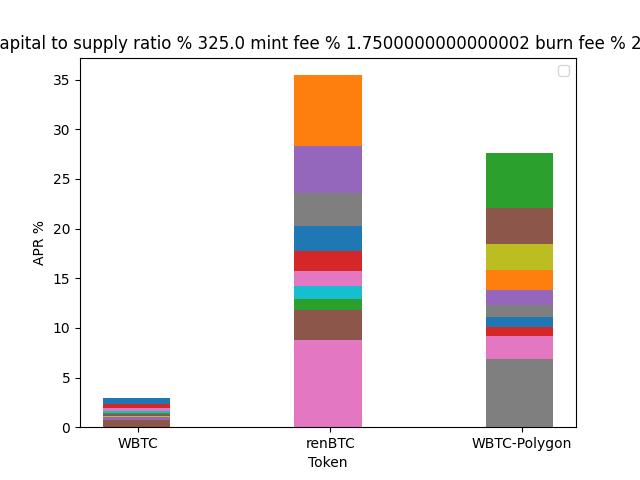 apital to supply ratio % 325.0 mint fee % 1.7500000000000002 burn fee % 2
APR %
35
30
25
20
15
10
5
0
WBTC renBTC WBTC-Polygon
Token